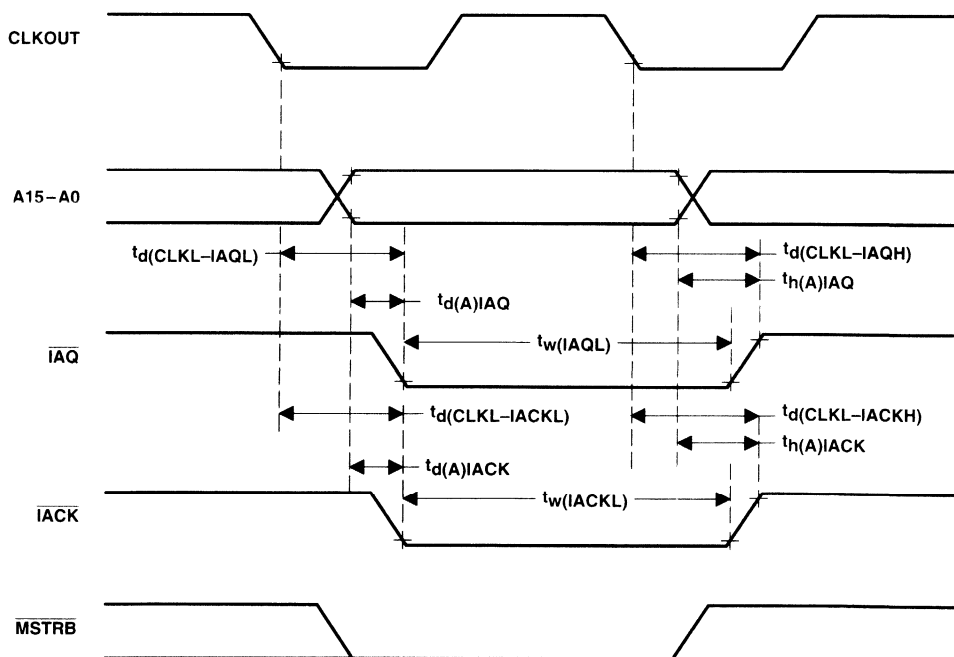 CLKOUT
A15–A0
td(CLKL–IAQL)
td(CLKL–IAQH)
th(A)IAQ
td(A)IAQ
IAQ
tw(IAQL)
td(CLKL–IACKL)
td(CLKL–IACKH)
th(A)IACK
td(A)IACK
IACK
tw(IACKL)
MSTRB